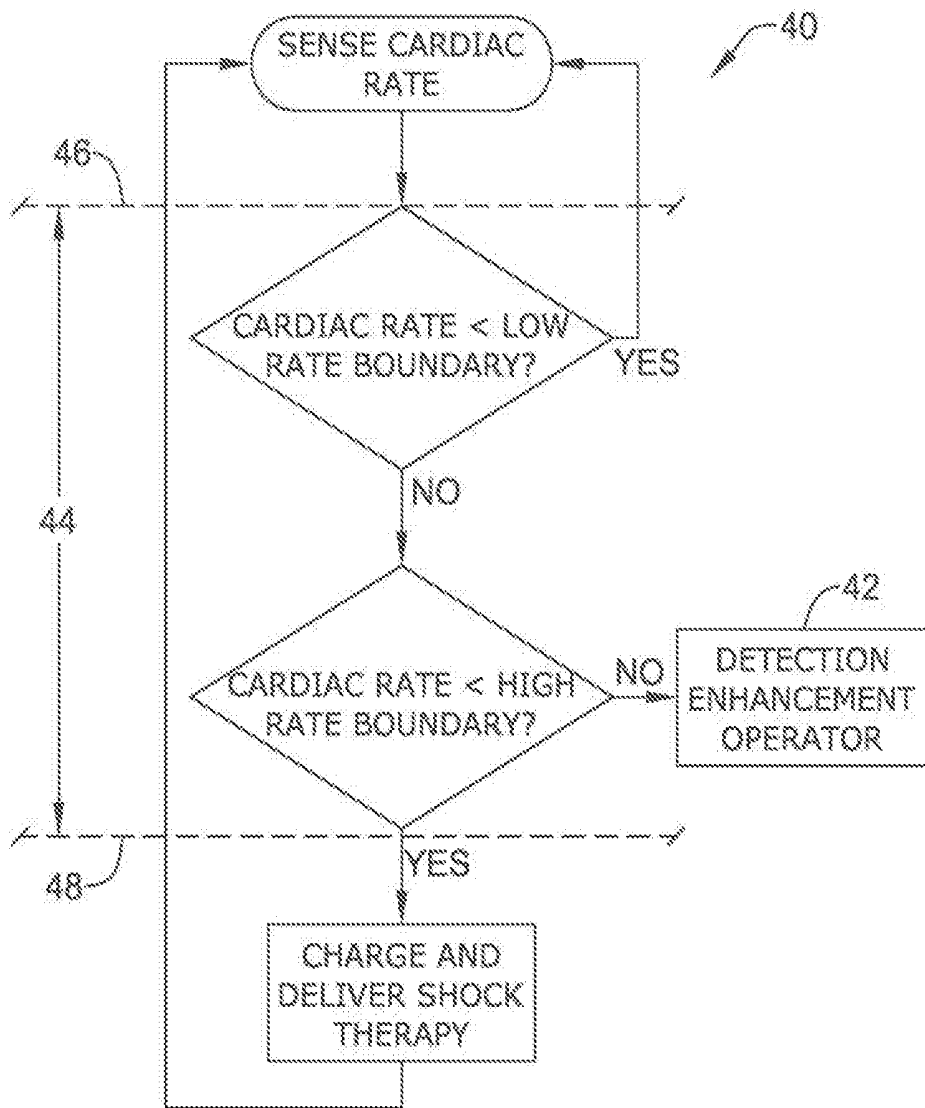 40
SENSE CARDIAC
RATE
46
CARDIAC RATE < LOW
RATE BOUNDARY?
YES
NO
44
42
CARDIAC RATE < HIGH
RATE BOUNDARY?
NO
DETECTION
ENHANCEMENT
OPERATOR
48
YES
CHARGE AND
DELIVER SHOCK
THERAPY